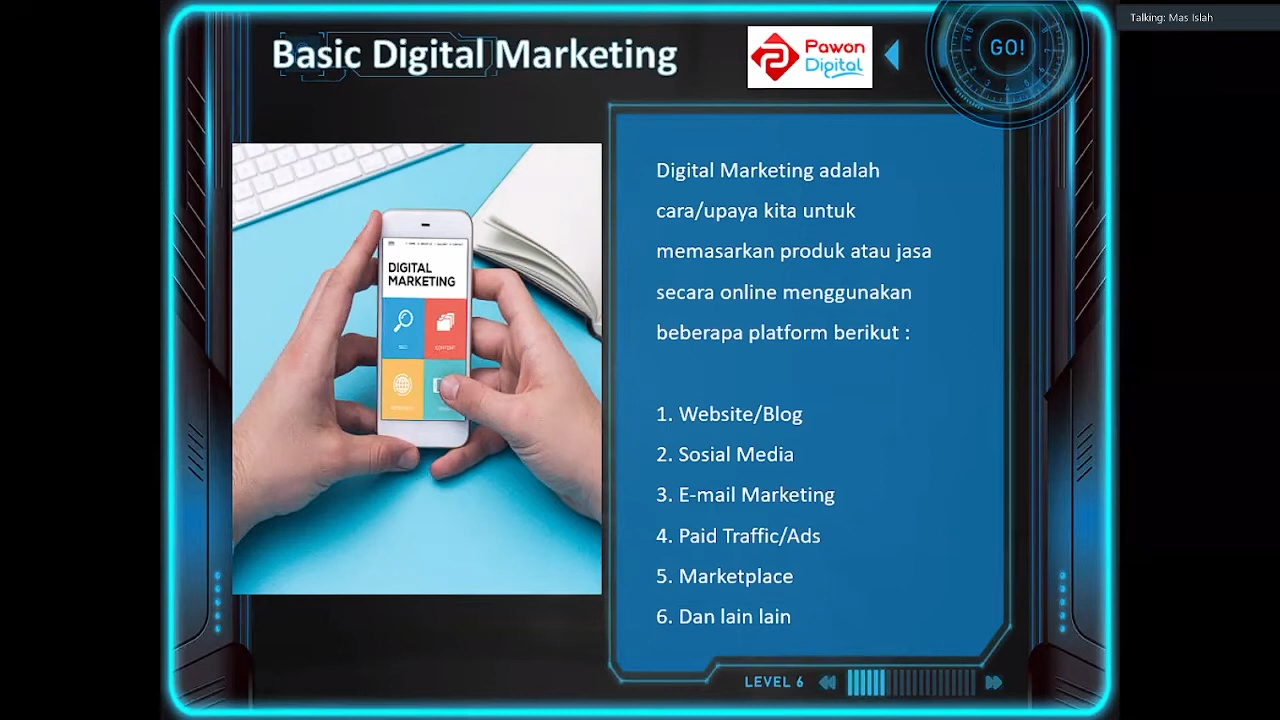 Talking: Mas Islah
Basic Digital Marketing
Pawon
Digital
GO!
DIGITAL
MARKETING
SEO
CONTENT
Digital Marketing adalah
cara/upaya kita untuk
memasarkan produk atau jasa
secara online menggunakan
beberapa platform berikut :
1. Website/Blog
2. Sosial Media
3. E-mail Marketing
4. Paid Traffic/Ads
5. Marketplace
6. Dan lain lain
LEVEL 6